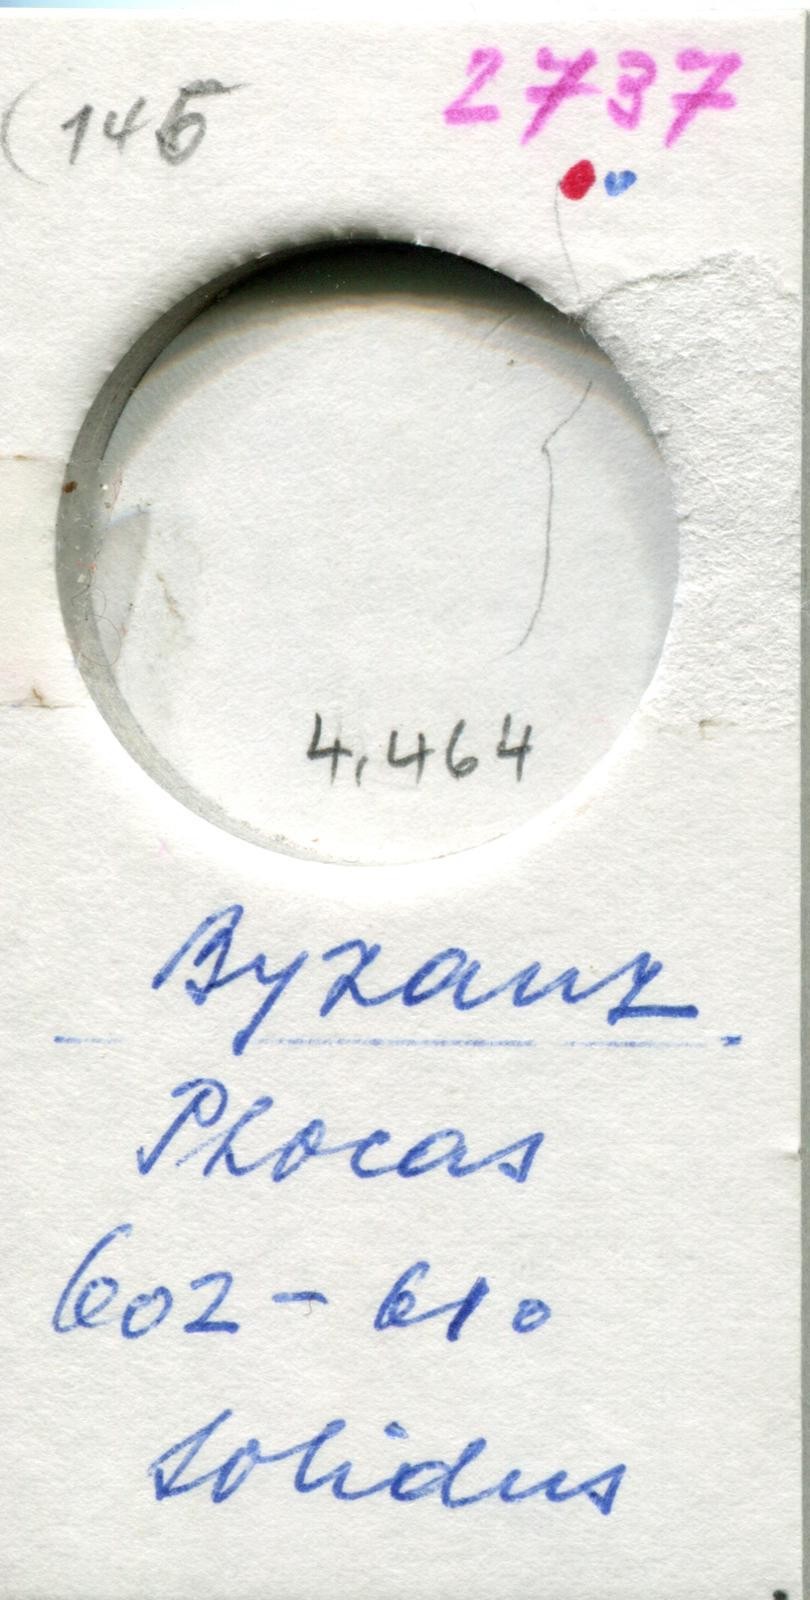 (145 2737
4,464
Byzanz
Phocas
602 - 610
Solidus